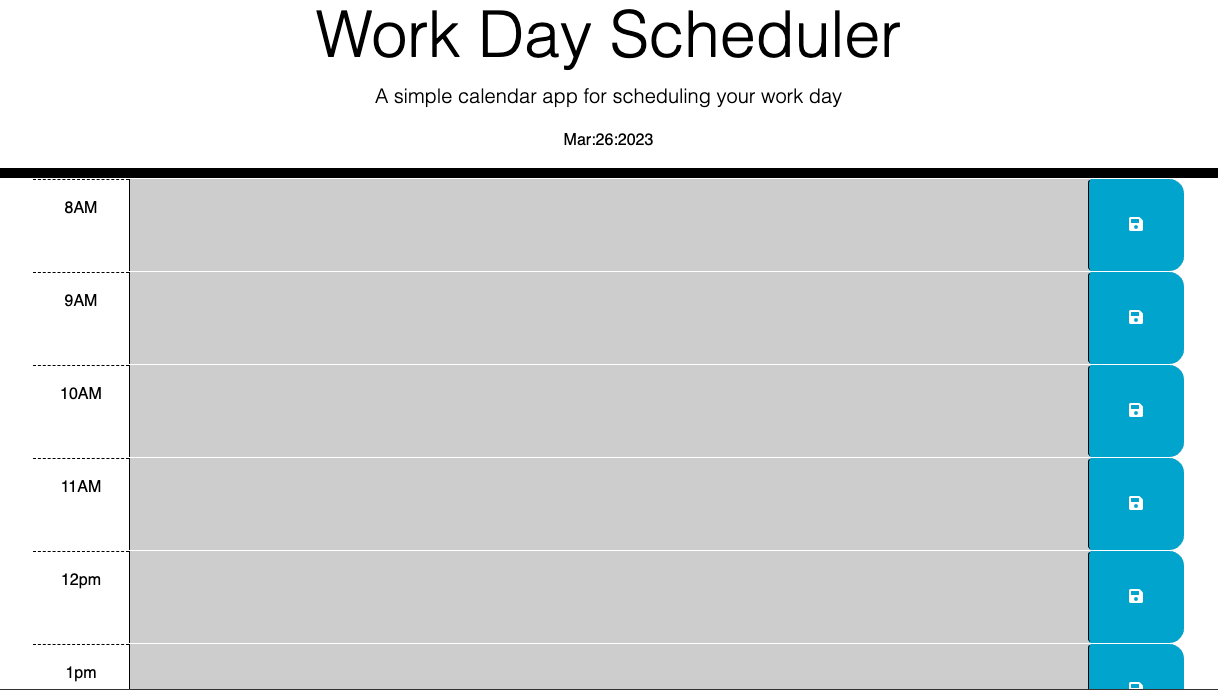 Work Day Scheduler
A simple calendar app for scheduling your work day
Mar:26:2023
8AM
9AM
10AM
11AM
12pm
1pm